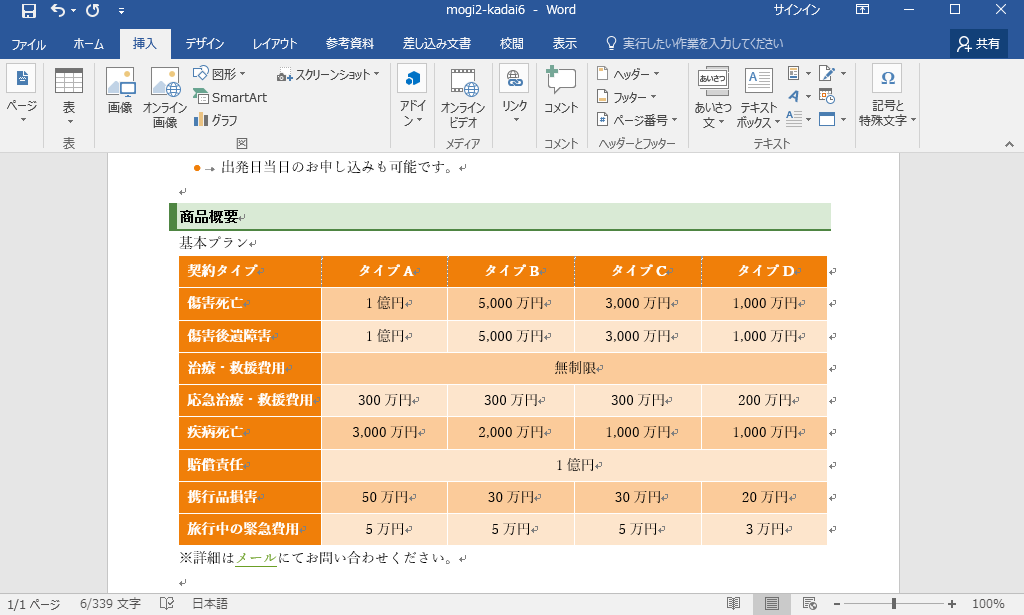 mogi2-kadai6 - Word
サインイン
ファイル ホーム 挿入 デザイン レイアウト 参考資料 差し込み文書 校閲 表示 実行したい作業を入力してください 共有
ページ
表
画像
オンライン画像
図形
SmartArt
グラフ
スクリーンショット
アドイン
オンラインビデオ
リンク
コメント
ヘッダー
フッター
ページ番号
あいさつ文
テキストボックス
記号と特殊文字
表 図 メディア コメント ヘッダーとフッター テキスト
出発日当日のお申し込みも可能です。
商品概要
基本プラン
契約タイプ タイプ A タイプ B タイプ C タイプ D
傷害死亡 1 億円 5,000 万円 3,000 万円 1,000 万円
傷害後遺障害 1 億円 5,000 万円 3,000 万円 1,000 万円
治療・救援費用 無制限
応急治療・救援費用 300 万円 300 万円 300 万円 200 万円
疾病死亡 3,000 万円 2,000 万円 1,000 万円 1,000 万円
賠償責任 1 億円
携行品損害 50 万円 30 万円 30 万円 20 万円
旅行中の緊急費用 5 万円 5 万円 5 万円 3 万円
※詳細はメールにてお問い合わせください。
1/1 ページ 6/339 文字 日本語 100%